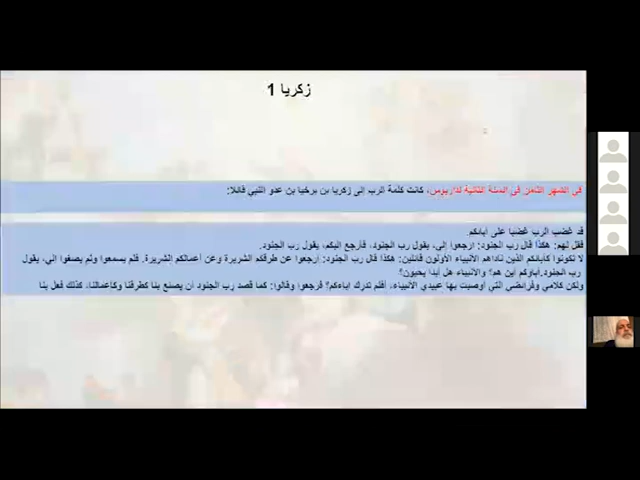 زكريا 1
في الشهر الثامن في السنة الثانية لداريوس، كانت كلمة الرب إلى زكريا بن برخيا بن عدو النبي قائلا:
قد غضب الرب غضبا على آبائكم.
فقل لهم: هكذا قال رب الجنود: ارجعوا إلي، يقول رب الجنود، فأرجع إليكم، يقول رب الجنود.
لا تكونوا كآبائكم الذين ناداهم الأنبياء الأولون قائلين: هكذا قال رب الجنود: ارجعوا عن طرقكم الشريرة وعن أعمالكم الشريرة. فلم يسمعوا ولم يصغوا إلي، يقول
رب الجنود.آباؤكم أين هم؟ والأنبياء هل أبدا يحيون؟
ولكن كلامي وفرائضي التي أوصيت بها عبيدي الأنبياء، أفلم تدرك آباءكم؟ فرجعوا وقالوا: كما قصد رب الجنود أن يصنع بنا كطرقنا وكأعمالنا، كذلك فعل بنا